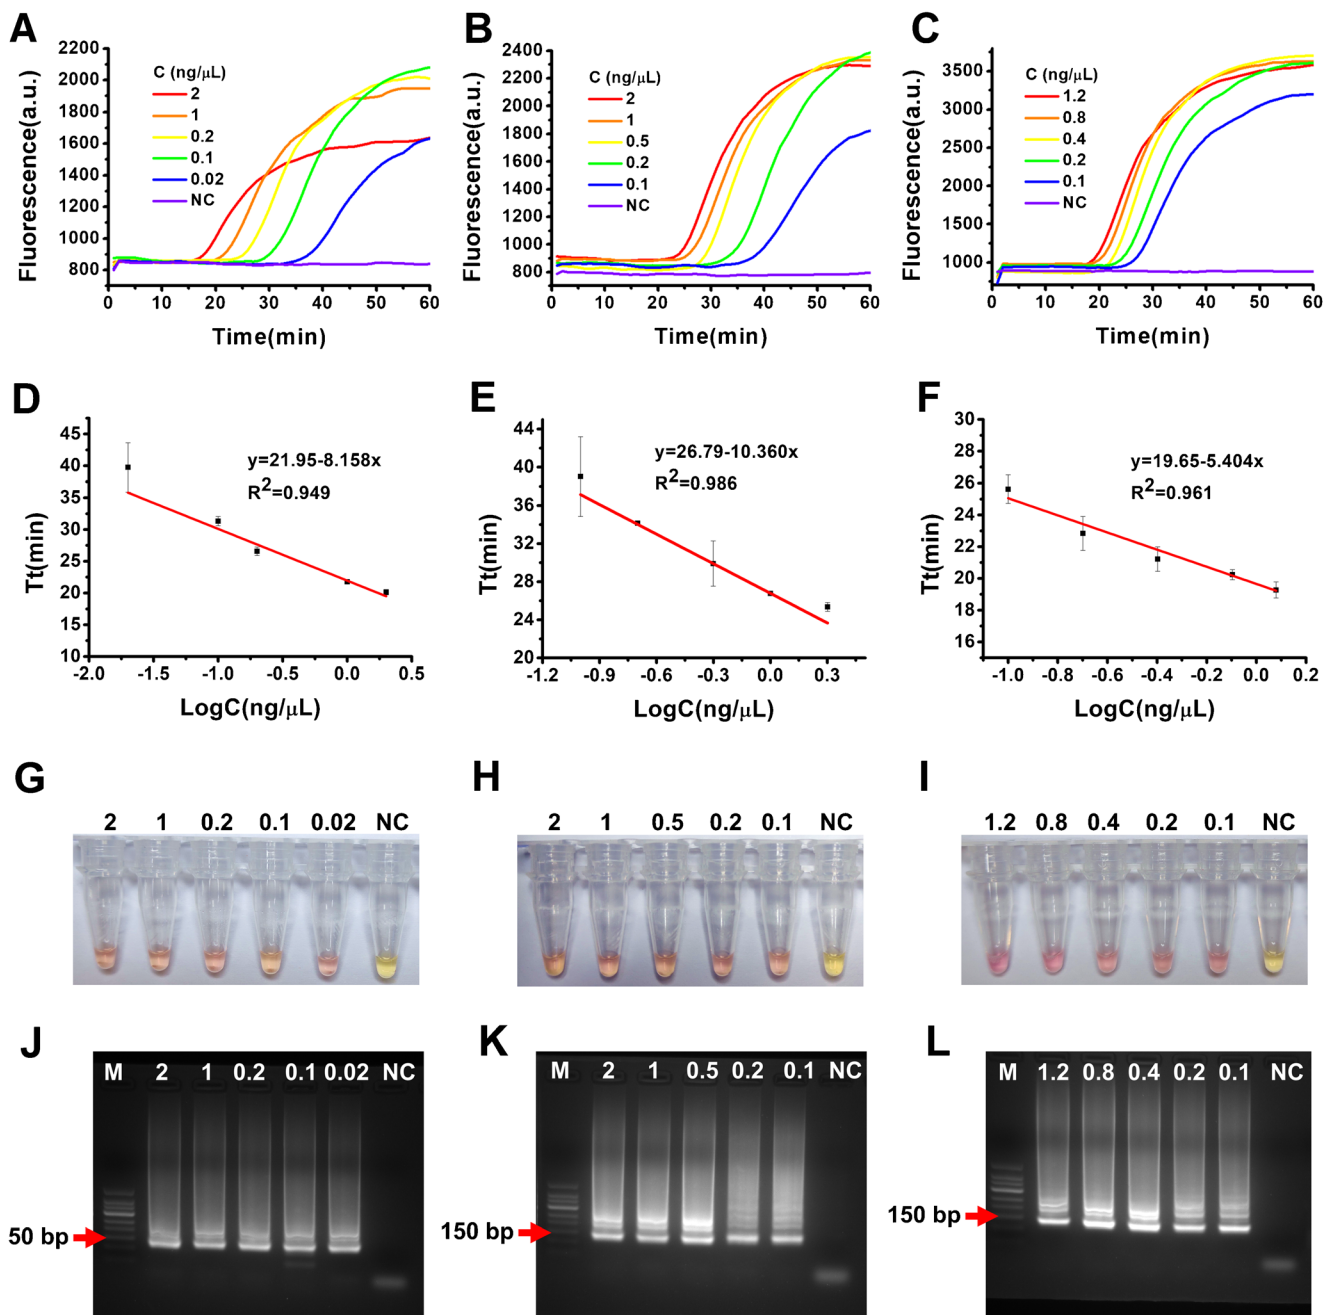 A
Fluorescence(a.u.)
2200
2000
1800
1600
1400
1200
1000
800
C (ng/μL)
2
1
0.2
0.1
0.02
NC
0 10 20 30 40 50 60
Time(min)
B
Fluorescence(a.u.)
2400
2200
2000
1800
1600
1400
1200
1000
800
C (ng/μL)
2
1
0.5
0.2
0.1
NC
0 10 20 30 40 50 60
Time(min)
C
Fluorescence(a.u.)
3500
3000
2500
2000
1500
1000
C (ng/μL)
1.2
0.8
0.4
0.2
0.1
NC
0 10 20 30 40 50 60
Time(min)
D
Tt(min)
45
40
35
30
25
20
15
10
y=21.95-8.158x
R²=0.949
-2.0 -1.5 -1.0 -0.5 0.0 0.5
LogC(ng/μL)
E
Tt(min)
44
40
36
32
28
24
20
y=26.79-10.360x
R²=0.986
-1.2 -0.9 -0.6 -0.3 0.0 0.3
LogC(ng/μL)
F
Tt(min)
30
28
26
24
22
20
18
16
y=19.65-5.404x
R²=0.961
-1.0 -0.8 -0.6 -0.4 -0.2 0.0 0.2
LogC(ng/μL)
G
2 1 0.2 0.1 0.02 NC
H
2 1 0.5 0.2 0.1 NC
I
1.2 0.8 0.4 0.2 0.1 NC
J
M 2 1 0.2 0.1 0.02 NC
50 bp
K
M 2 1 0.5 0.2 0.1 NC
150 bp
L
M 1.2 0.8 0.4 0.2 0.1 NC
150 bp